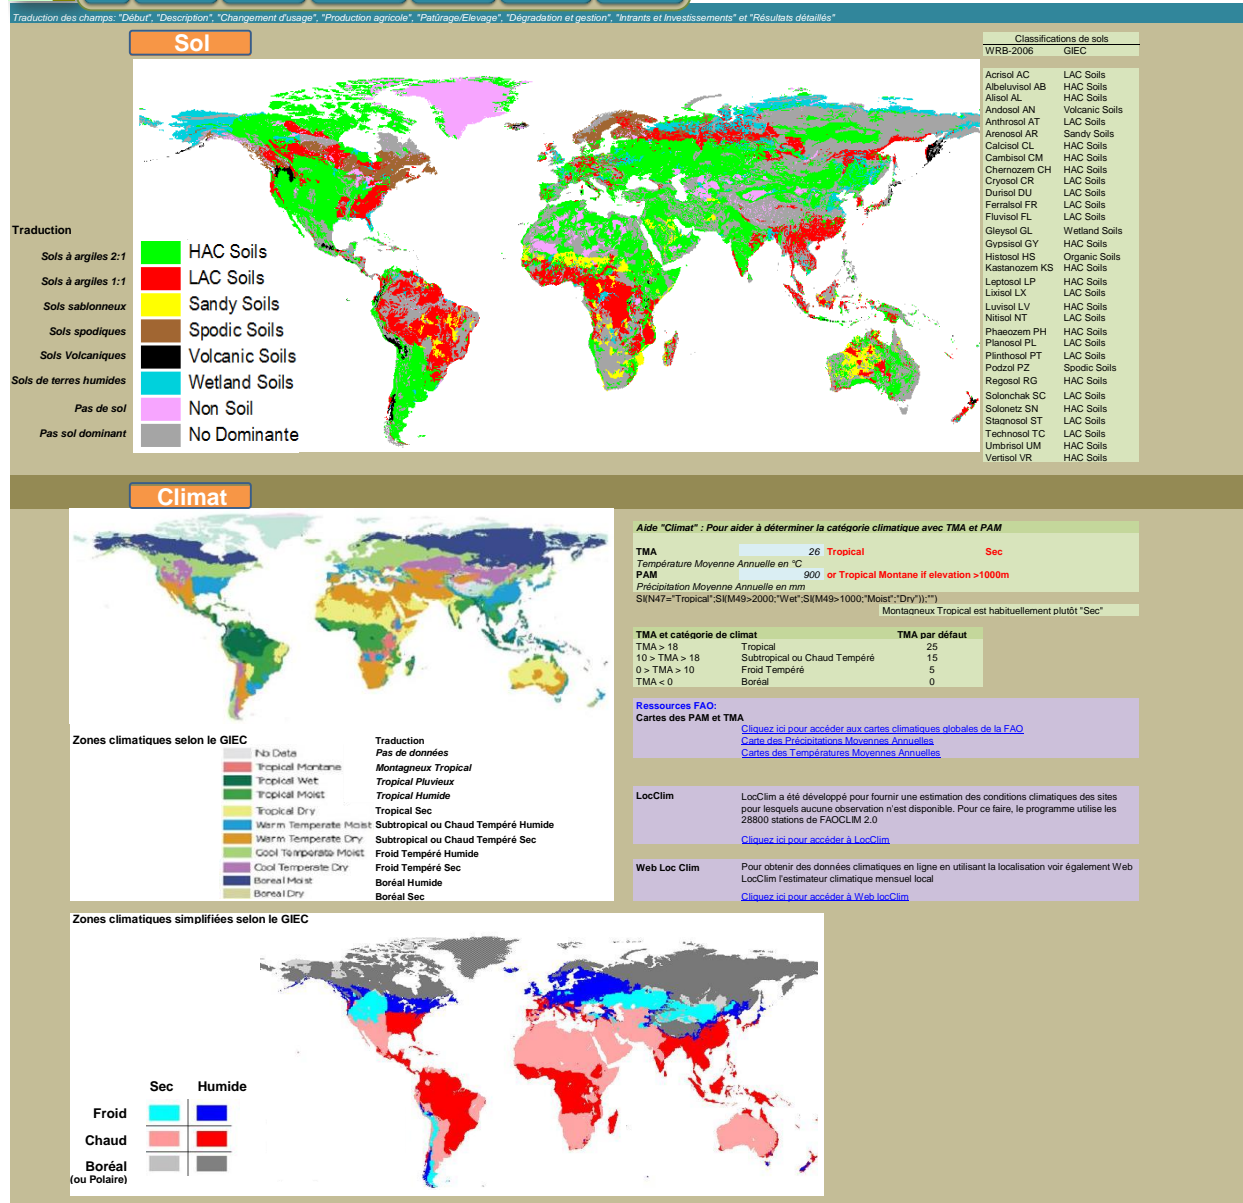 Traduction des champs: "Début", "Description", "Changement d'usage", "Production agricole", "Patûrage/Elevage", "Dégradation et gestion", "Intrants et Investissements" et "Résultats détaillés"
Sol
Classifications de sols
WRB-2006 GIEC
Acrisol AC LAC Soils
Albeluvisol AB HAC Soils
Alisol AL HAC Soils
Andosol AN Volcanic Soils
Anthrosol AT LAC Soils
Arenosol AR Sandy Soils
Calcisol CL HAC Soils
Cambisol CM HAC Soils
Chernozem CH HAC Soils
Cryosol CR LAC Soils
Durisol DU LAC Soils
Ferralsol FR LAC Soils
Fluvisol FL LAC Soils
Gleysol GL Wetland Soils
Gypsisol GY HAC Soils
Histosol HS Organic Soils
Kastanozem KS HAC Soils
Leptosol LP HAC Soils
Lixisol LX LAC Soils
Luvisol LV HAC Soils
Nitisol NT LAC Soils
Phaeozem PH HAC Soils
Planosol PL LAC Soils
Plinthosol PT LAC Soils
Podzol PZ Spodic Soils
Regosol RG HAC Soils
Solonchak SC LAC Soils
Solonetz SN HAC Soils
Stagnosol ST LAC Soils
Technosol TC LAC Soils
Umbrisol UM HAC Soils
Vertisol VR HAC Soils
Traduction
Sols à argiles 2:1 HAC Soils
Sols à argiles 1:1 LAC Soils
Sols sablonneux Sandy Soils
Sols spodiques Spodic Soils
Sols Volcaniques Volcanic Soils
Sols de terres humides Wetland Soils
Pas de sol Non Soil
Pas sol dominant No Dominante
Climat
Aide "Climat" : Pour aider à déterminer la catégorie climatique avec TMA et PAM
TMA 26 Tropical Sec
Température Moyenne Annuelle en °C
PAM 900 or Tropical Montane if elevation >1000m
Précipitation Moyenne Annuelle en mm
SI(N47="Tropical";SI(M49>2000;"Wet";SI(M49>1000;"Moist";"Dry"));"")
Montagneux Tropical est habituellement plutôt "Sec"
TMA et catégorie de climat TMA par défaut
TMA > 18 Tropical 25
10 > TMA > 18 Subtropical ou Chaud Tempéré 15
0 > TMA > 10 Froid Tempéré 5
TMA < 0 Boréal 0
Ressources FAO:
Cartes des PAM et TMA
Cliquez ici pour accéder aux cartes climatiques globales de la FAO
Carte des Précipitations Moyennes Annuelles
Cartes des Températures Moyennes Annuelles
LocClim LocClim a été développé pour fournir une estimation des conditions climatiques des sites
pour lesquels aucune observation n'est disponible. Pour ce faire, le programme utilise les
28800 stations de FAOCLIM 2.0
Cliquez ici pour accéder à LocClim
Web Loc Clim Pour obtenir des données climatiques en ligne en utilisant la localisation voir également Web
LocClim l'estimateur climatique mensuel local
Cliquez ici pour accéder à Web locClim
Zones climatiques selon le GIEC Traduction
No Data Pas de données
Tropical Montane Montagneux Tropical
Tropical Wet Tropical Pluvieux
Tropical Moist Tropical Humide
Tropical Dry Tropical Sec
Warm Temperate Moist Subtropical ou Chaud Tempéré Humide
Warm Temperate Dry Subtropical ou Chaud Tempéré Sec
Cool Temperate Moist Froid Tempéré Humide
Cool Temperate Dry Froid Tempéré Sec
Boreal Moist Boréal Humide
Boreal Dry Boréal Sec
Zones climatiques simplifiées selon le GIEC
Sec Humide
Froid
Chaud
Boréal
(ou Polaire)